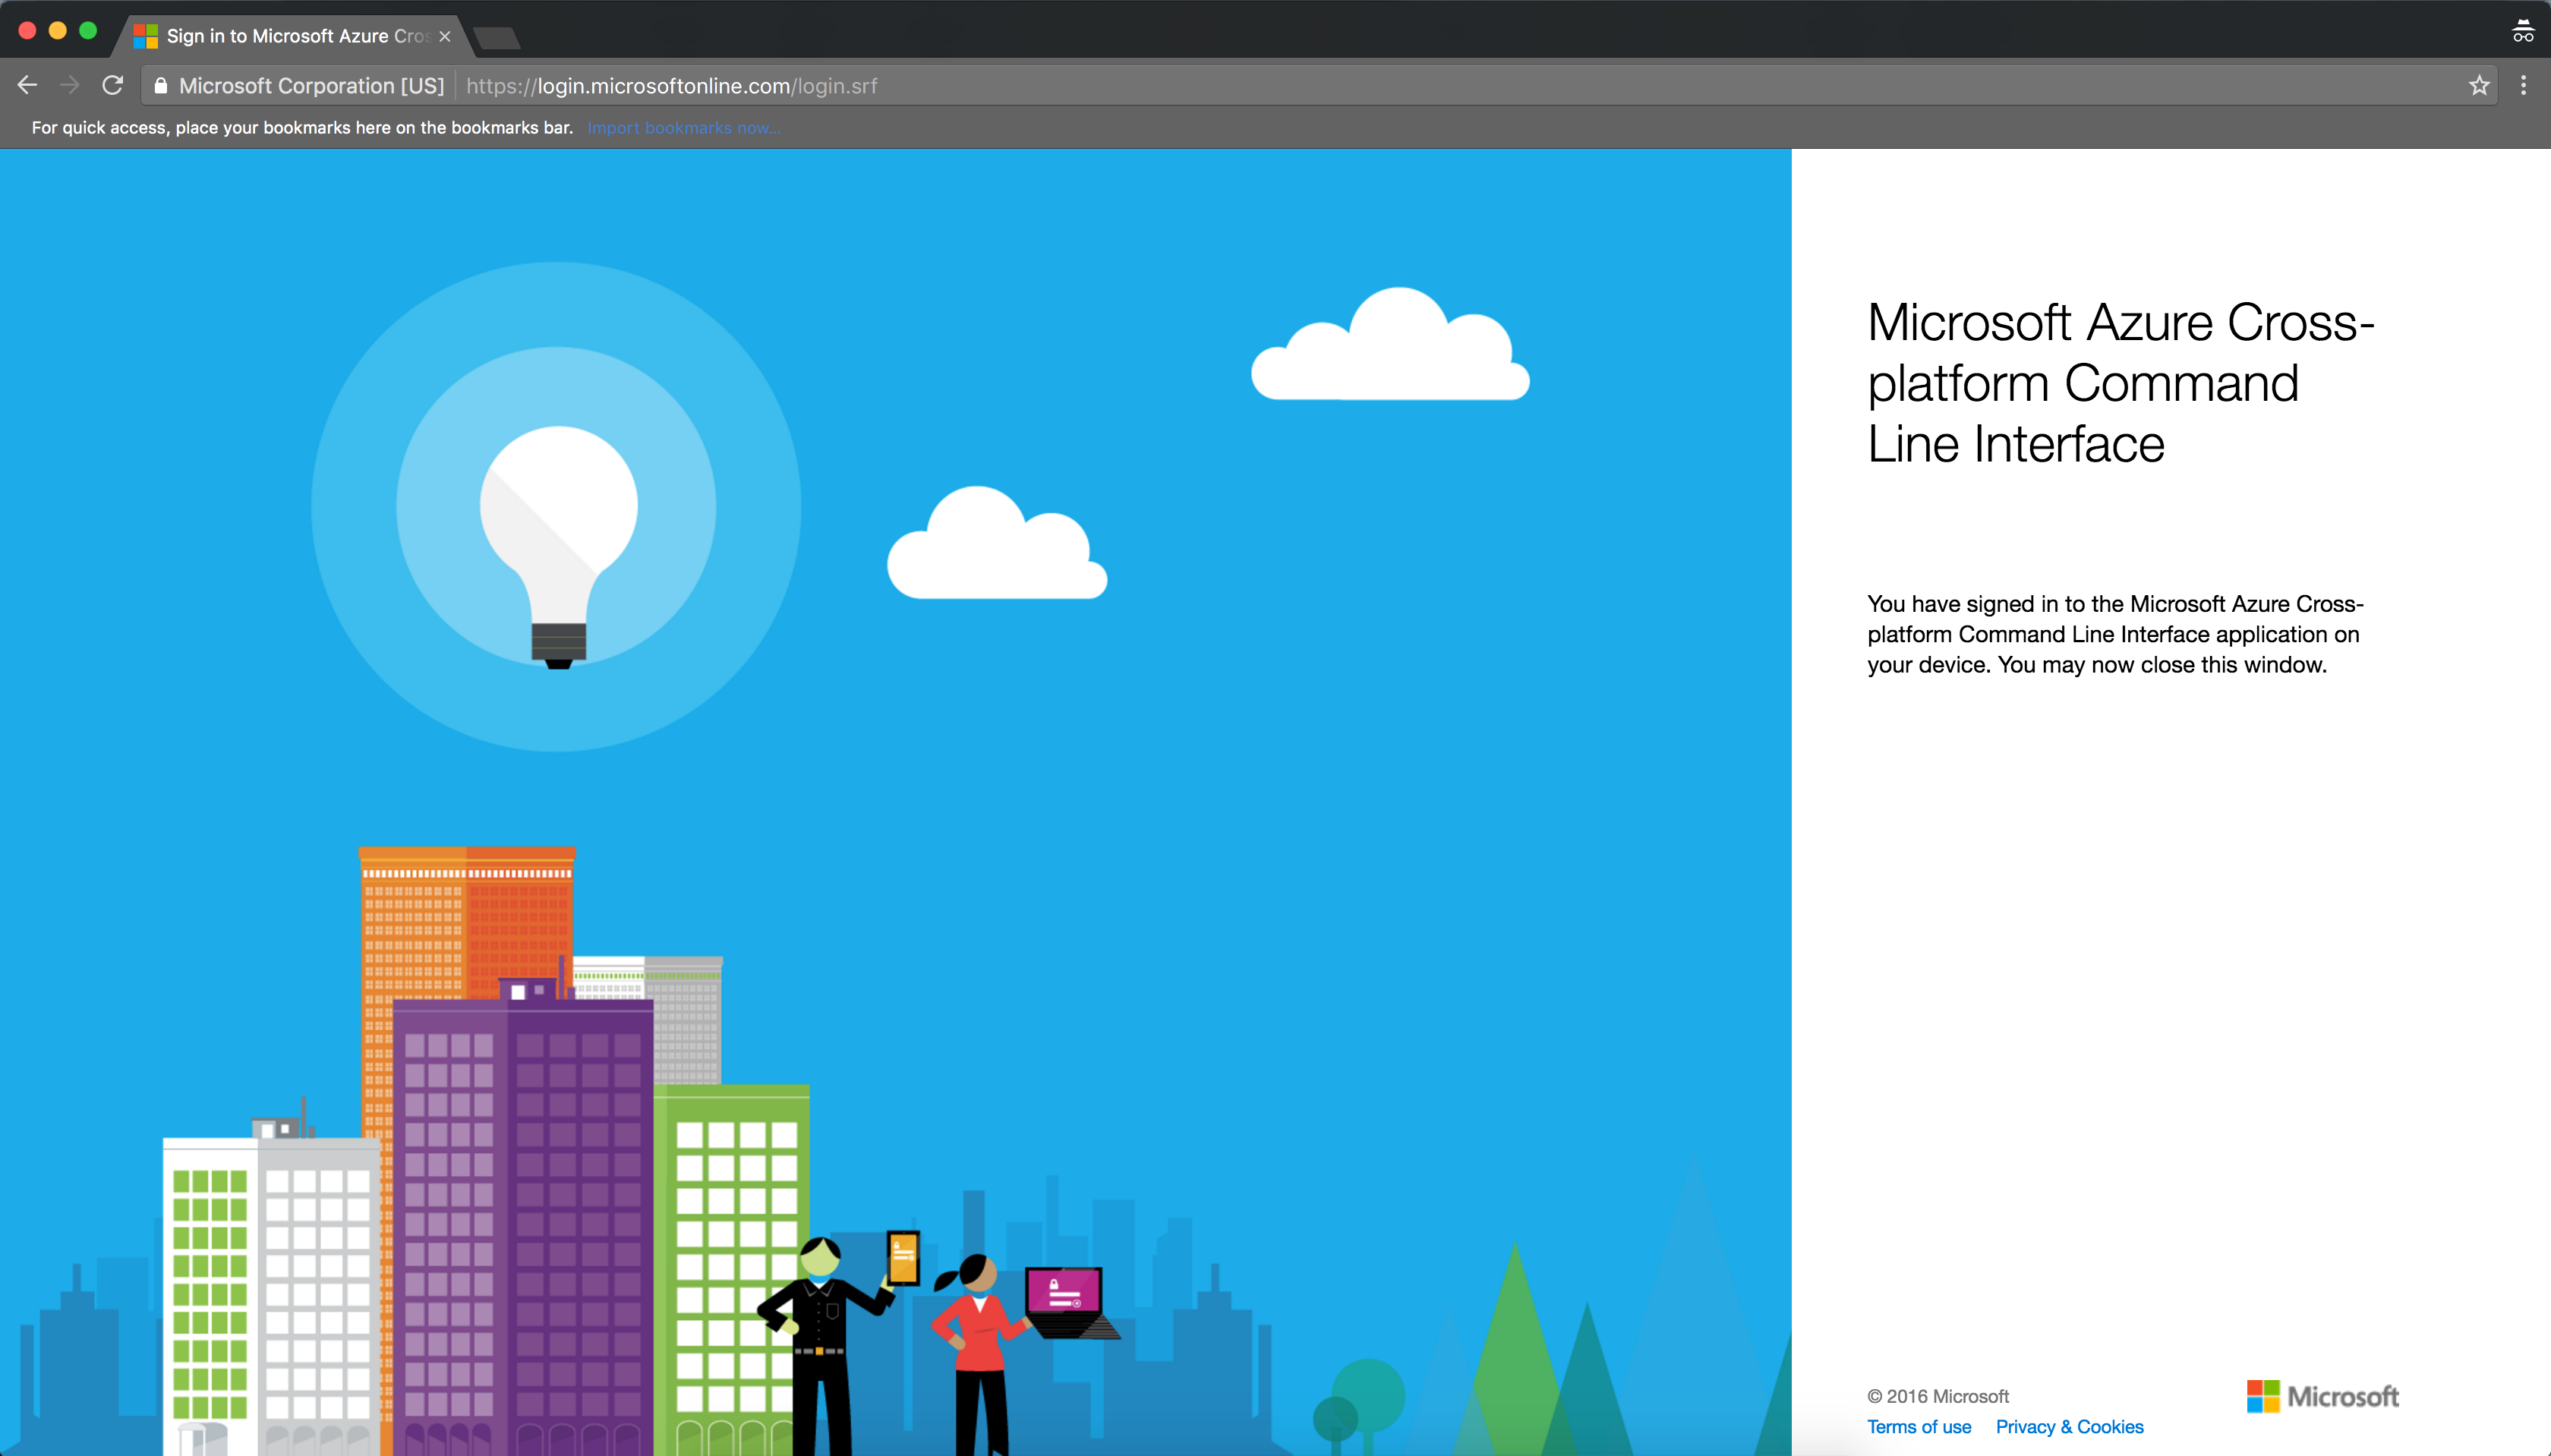 Sign in to Microsoft Azure Cros
Microsoft Corporation [US] https://login.microsoftonline.com/login.srf
For quick access, place your bookmarks here on the bookmarks bar. Import bookmarks now...
Microsoft Azure Cross-
platform Command
Line Interface
You have signed in to the Microsoft Azure Cross-
platform Command Line Interface application on
your device. You may now close this window.
© 2016 Microsoft
Microsoft
Terms of use Privacy & Cookies